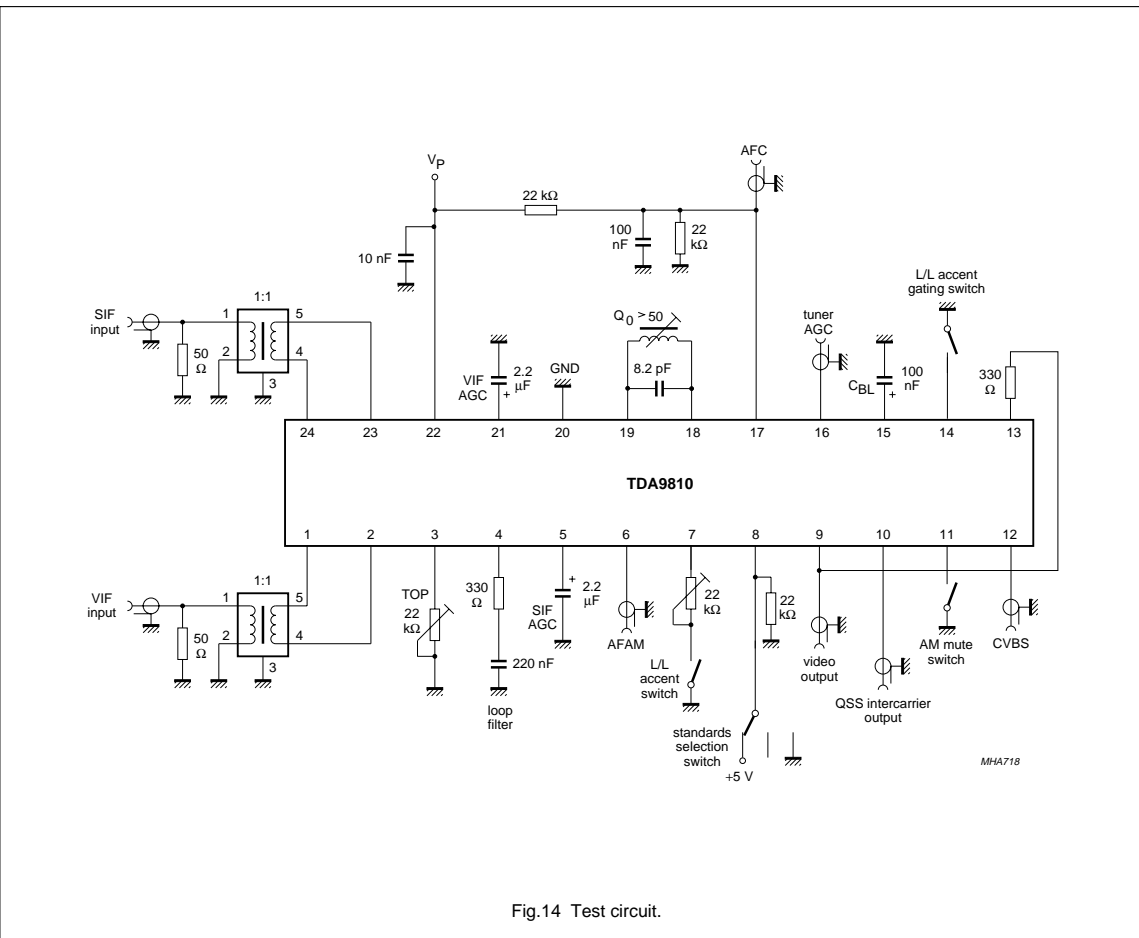 AFC
VP
22 kΩ
100
nF
22
kΩ
10 nF
L/L accent
gating switch
1:1
SIF
input
1
5
2
4
3
50
Ω
Q0 > 50
tuner
AGC
VIF
AGC
2.2
μF
+
GND
8.2 pF
CBL
100
nF
+
330
Ω
24 23 22 21 20 19 18 17 16 15 14 13
TDA9810
1 2 3 4 5 6 7 8 9 10 11 12
1:1
VIF
input
1
5
2
4
3
50
Ω
TOP
22
kΩ
330
Ω
220 nF
loop
filter
+
2.2
μF
SIF
AGC
AFAM
22
kΩ
L/L
accent
switch
22
kΩ
standards
selection
switch
+5 V
video
output
QSS intercarrier
output
AM mute
switch
CVBS
MHA718
Fig.14 Test circuit.